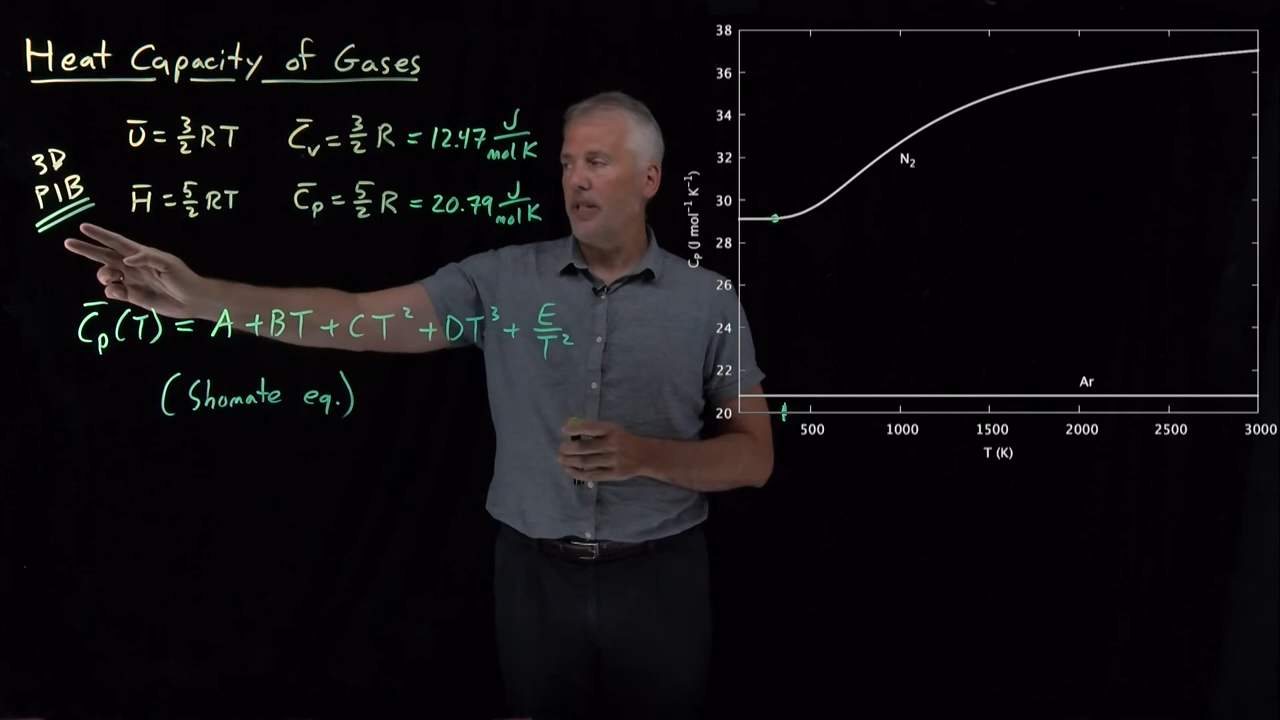 Heat Capacity of Gases
3D
PIB
Ū = 3/2 RT
C̄ᵥ = 3/2 R = 12.47 J/mol K
H̄ = 5/2 RT
C̄ₚ = 5/2 R = 20.79 J/mol K
C̄ₚ(T) = A + BT + CT² + DT³ + E/T²
(Shomate eq.)
38
36
34
32
30
28
26
24
22
20
Cₚ (J mol⁻¹ K⁻¹)
N₂
Ar
500 1000 1500 2000 2500 3000
T (K)